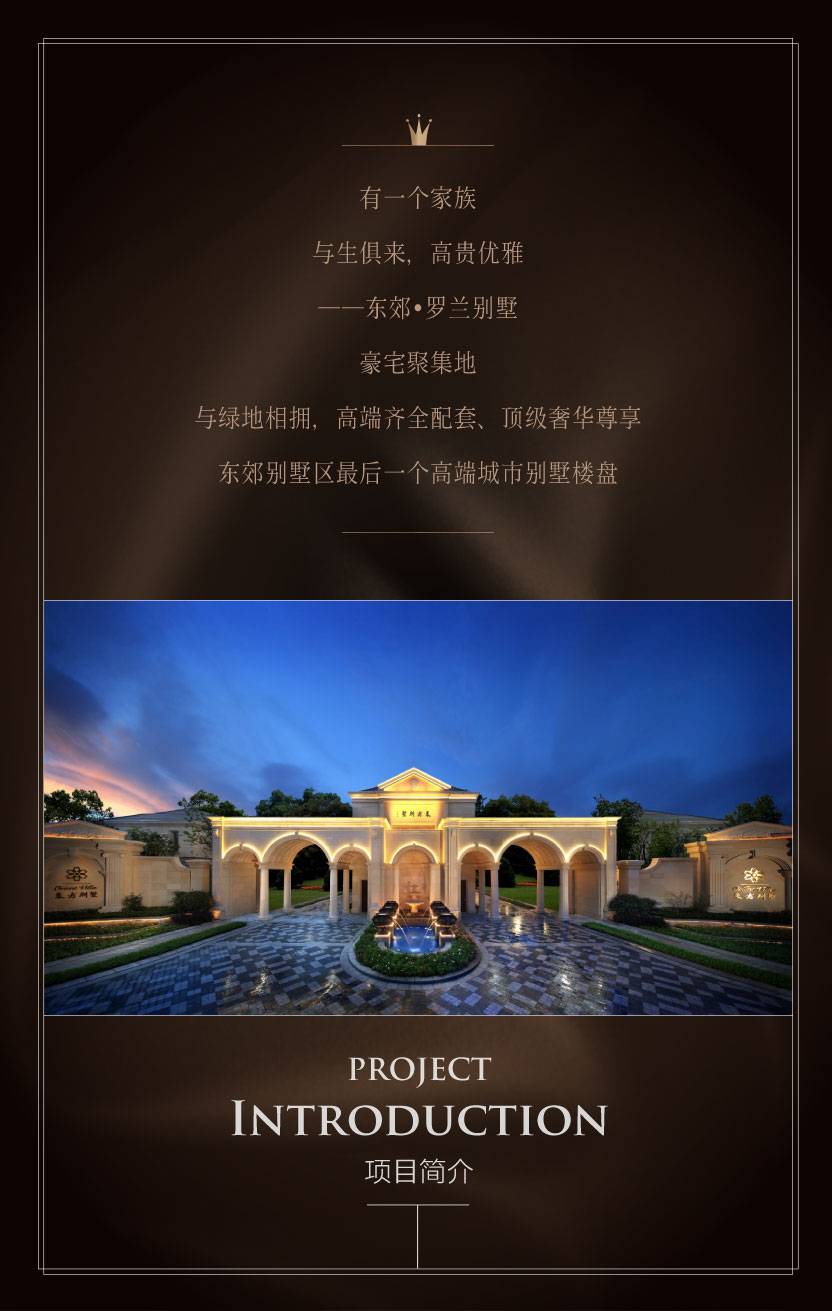 有一个家族
与生俱来，高贵优雅
——东郊•罗兰别墅
豪宅聚集地
与绿地相拥，高端齐全配套、顶级奢华尊享
东郊别墅区最后一个高端城市别墅楼盘
Orient Villa
PROJECT
INTRODUCTION
项目简介